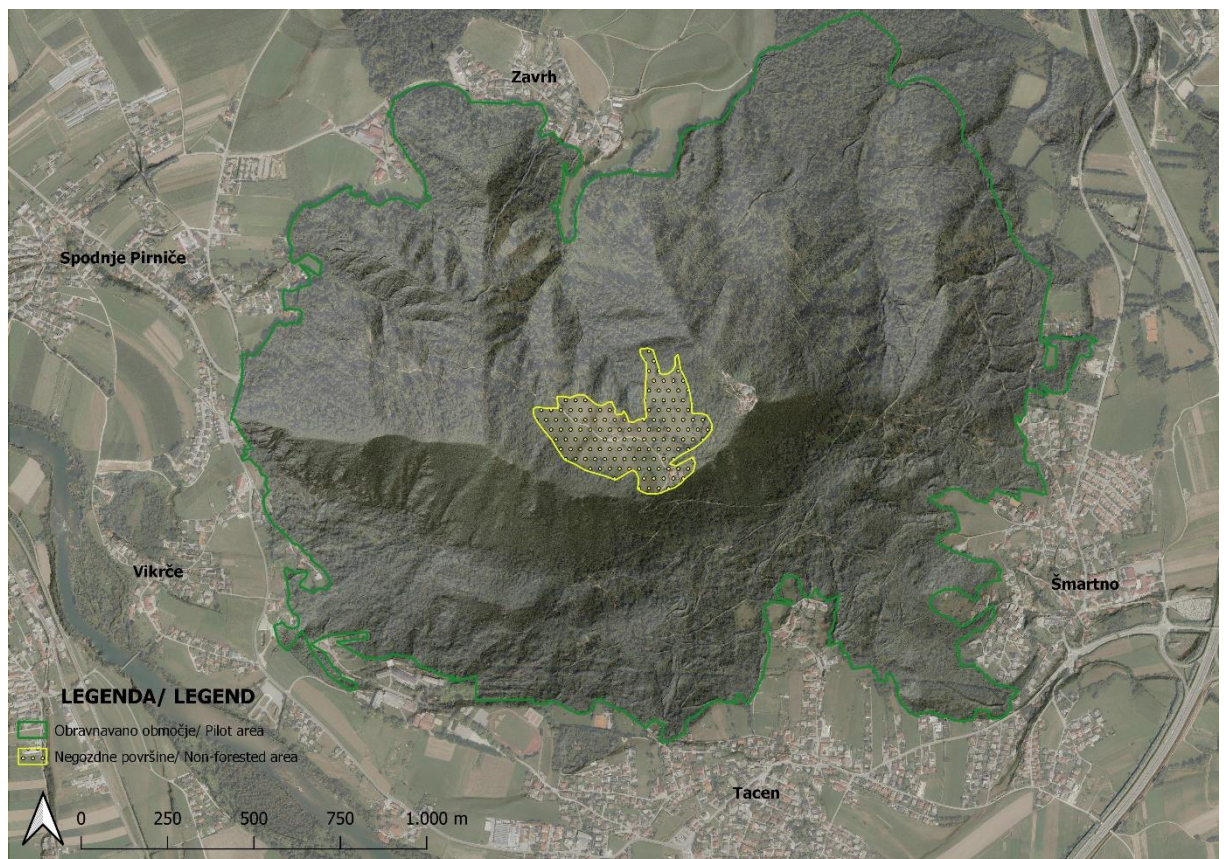 Zavrh
Spodnje Pirniče
Vikrče
Šmartno
LEGENDA/ LEGEND
Obravnavano območje/ Pilot area
Negozdne površine/ Non-forested area
Tacen
0 250 500 750 1.000 m